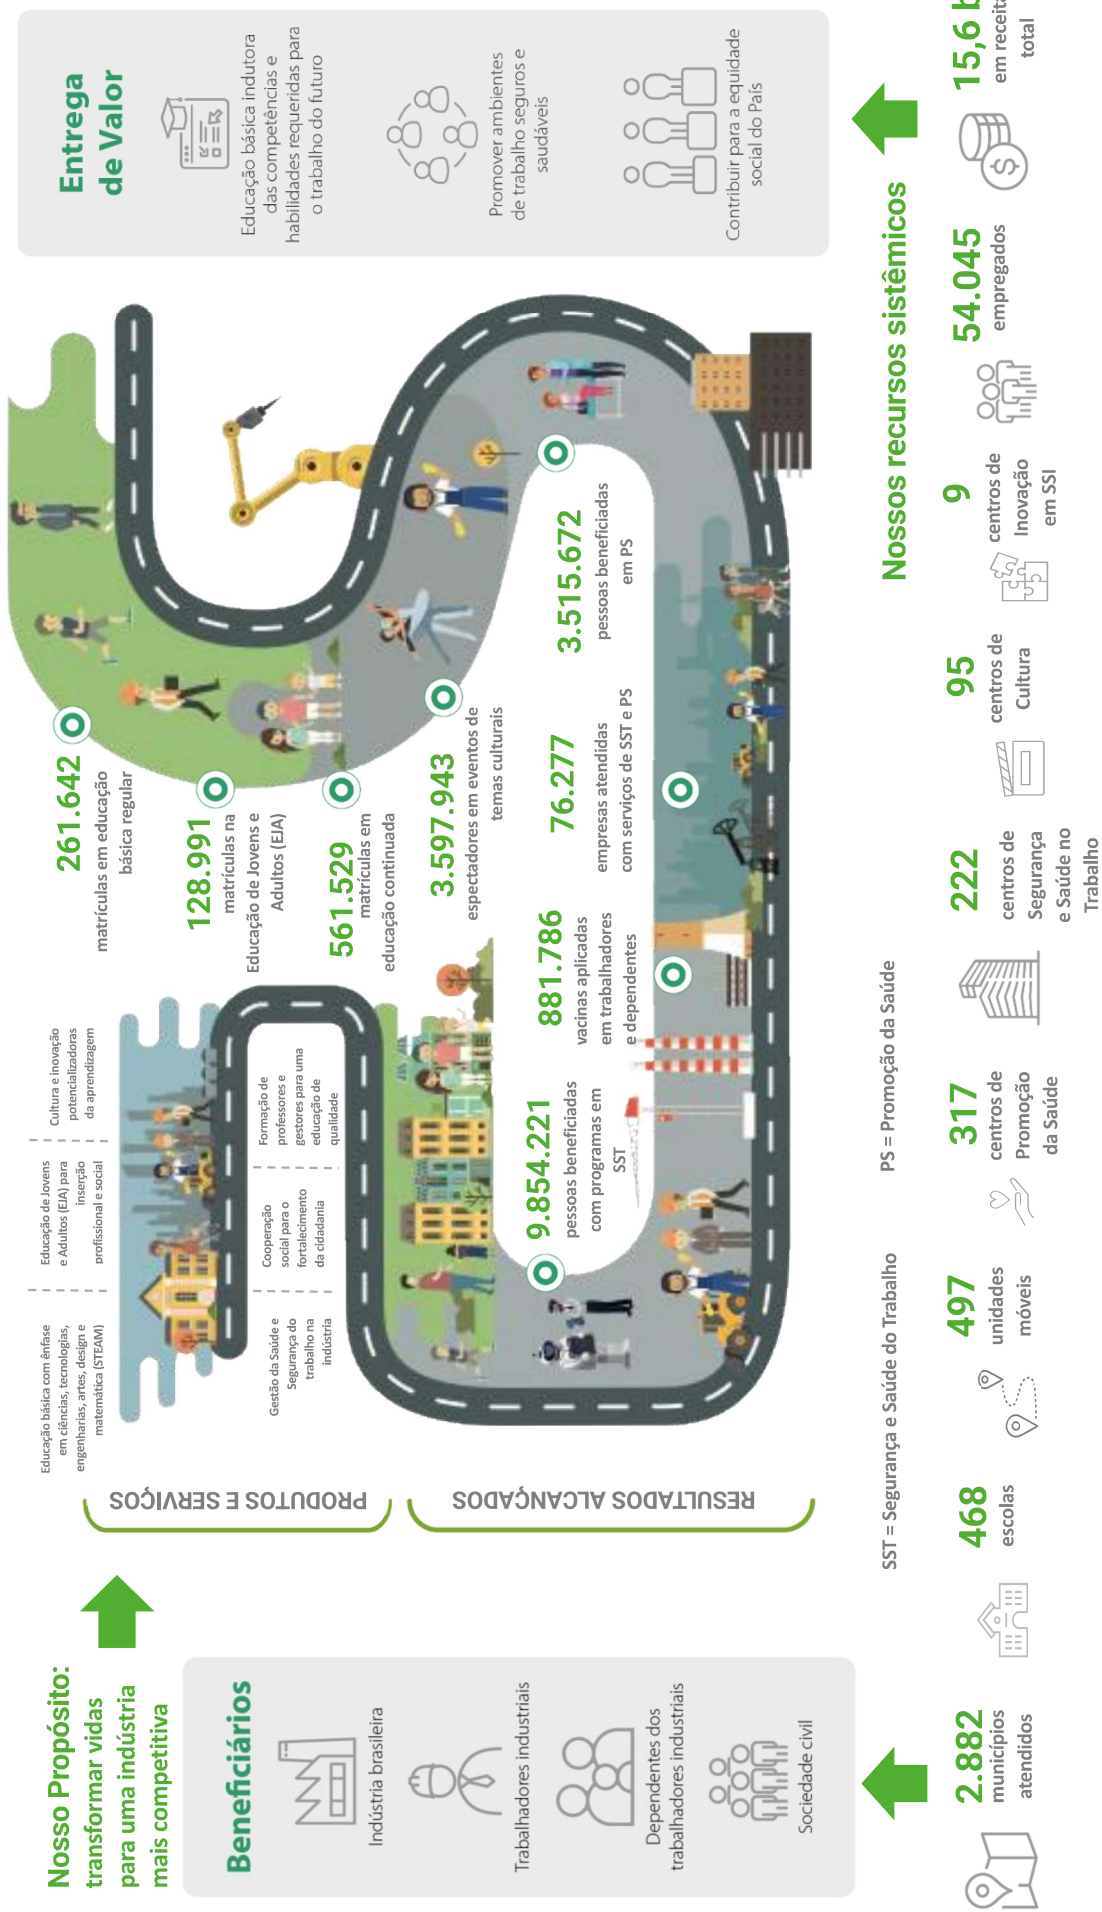 Nosso Propósito:
transformar vidas
para uma indústria
mais competitiva
Beneficiários
Indústria brasileira
Trabalhadores industriais
Dependentes dos
trabalhadores industriais
Sociedade civil
PRODUTOS E SERVIÇOS
Educação básica com ênfase
em ciências, tecnologias,
engenharias, artes, design e
matemática (STEAM)
Educação de Jovens
e Adultos (EJA) para
inserção
profissional e social
Cultura e inovação
potencializadoras
da aprendizagem
Gestão da Saúde e
Segurança do
trabalho na
indústria
Cooperação
social para o
fortalecimento
da cidadania
Formação de
professores e
gestores para uma
educação de
qualidade
RESULTADOS ALCANÇADOS
261.642
matrículas em educação
básica regular
128.991
matrículas na
Educação de Jovens e
Adultos (EJA)
561.529
matrículas em
educação continuada
3.597.943
espectadores em eventos de
temas culturais
9.854.221
pessoas beneficiadas
com programas em
SST
881.786
vacinas aplicadas
em trabalhadores
e dependentes
76.277
empresas atendidas
com serviços de SST e PS
3.515.672
pessoas beneficiadas
em PS
Entrega
de Valor
Educação básica indutora
das competências e
habilidades requeridas para
o trabalho do futuro
Promover ambientes
de trabalho seguros e
saudáveis
Contribuir para a equidade
social do País
SST = Segurança e Saúde do Trabalho
PS = Promoção da Saúde
Nossos recursos sistêmicos
2.882
municípios
atendidos
468
escolas
497
unidades
móveis
317
centros de
Promoção
da Saúde
222
centros de
Segurança
e Saúde no
Trabalho
95
centros de
Cultura
9
centros de
Inovação
em SSI
54.045
empregados
15,6 b
em receita
total